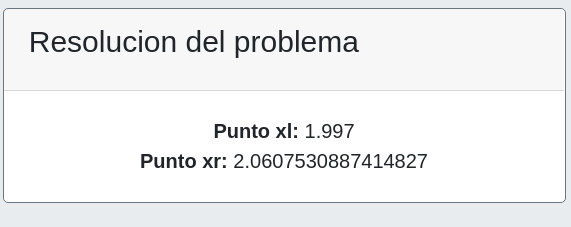 Resolucion del problema
Punto xl: 1.997
Punto xr: 2.0607530887414827